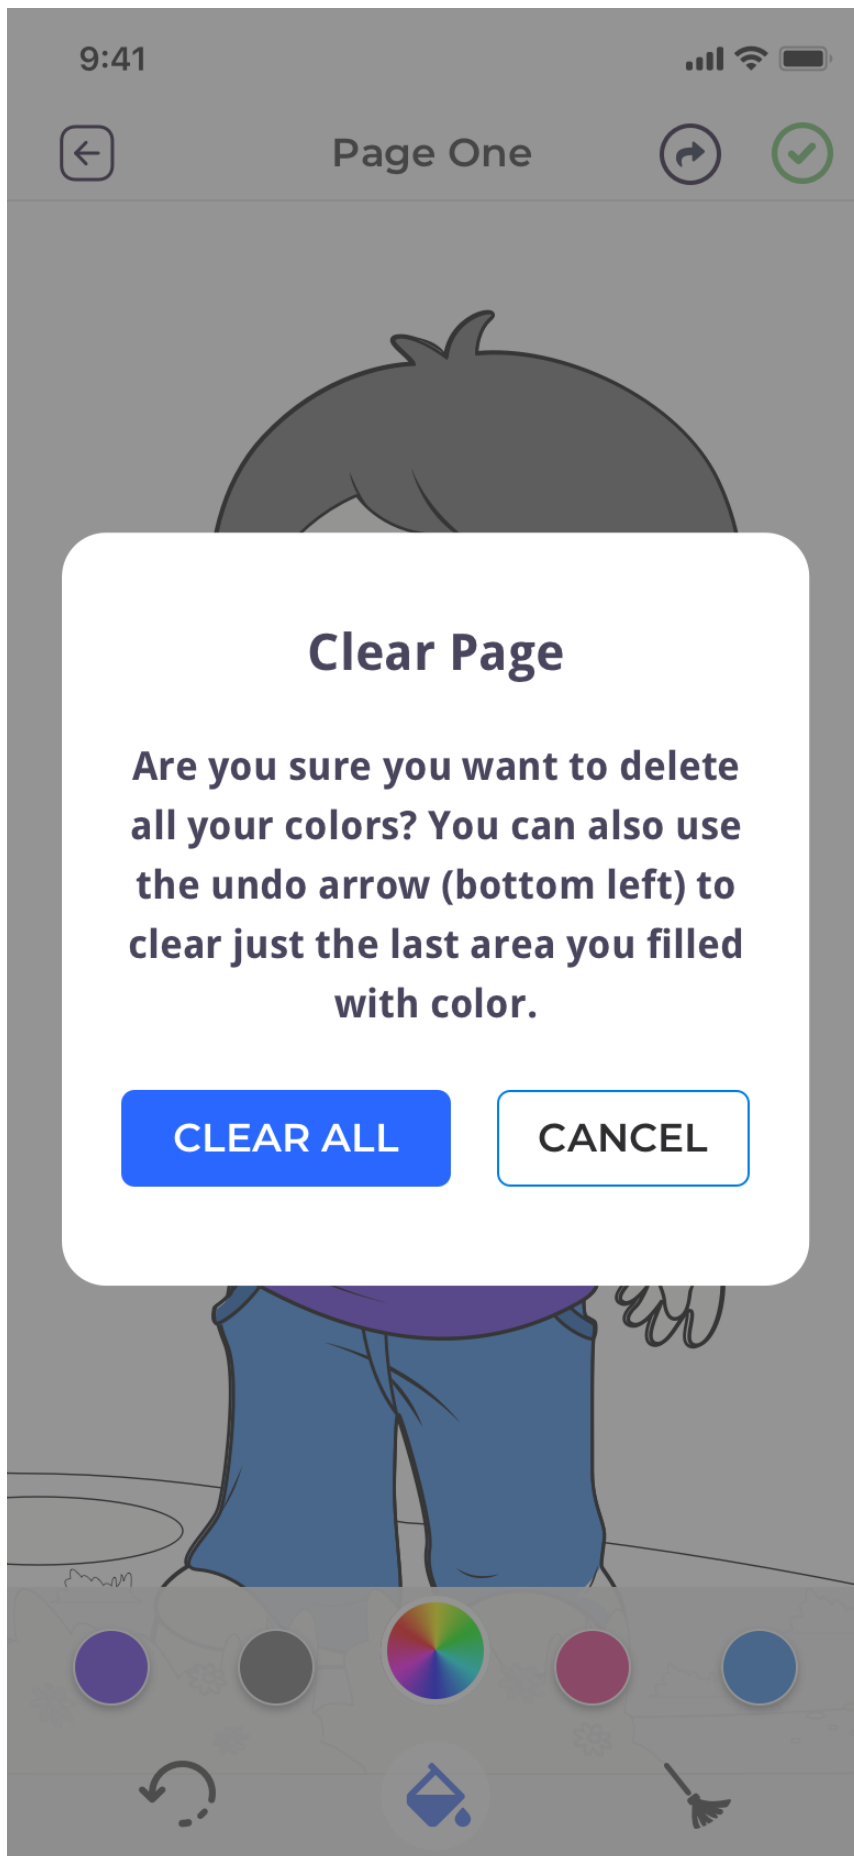 9:41
Page One
Clear Page
Are you sure you want to delete
all your colors? You can also use
the undo arrow (bottom left) to
clear just the last area you filled
with color.
CLEAR ALL
CANCEL